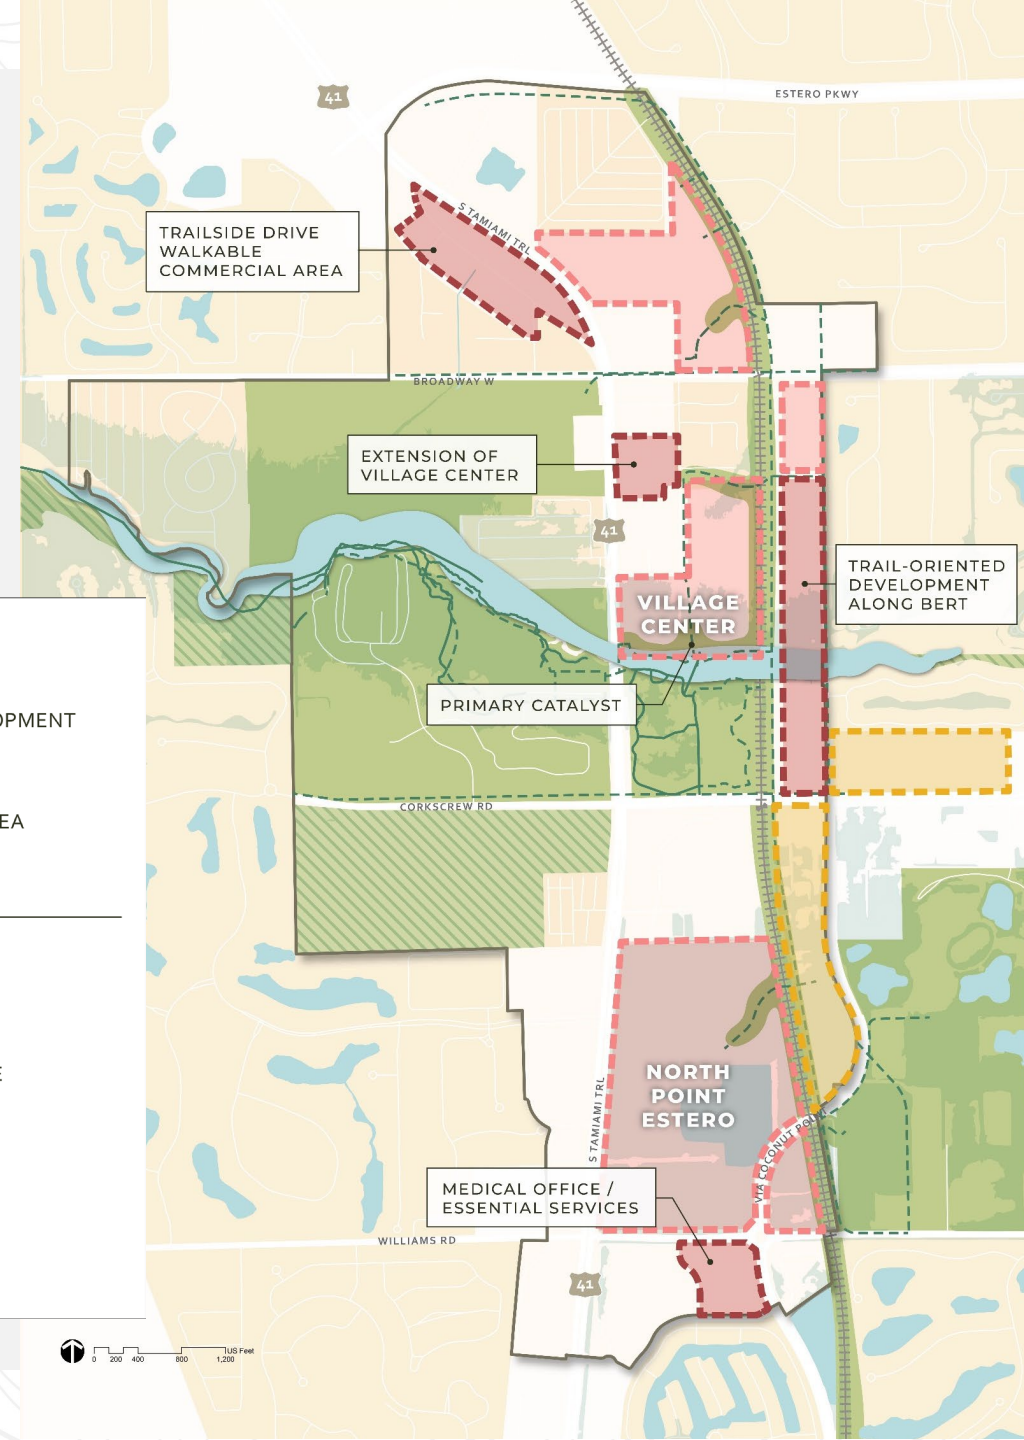 41
ESTERO PKWY
S TAMIAMI TRL
TRAILSIDE DRIVE
WALKABLE
COMMERCIAL AREA
BROADWAY W
EXTENSION OF
VILLAGE CENTER
41
TRAIL-ORIENTED
DEVELOPMENT
ALONG BERT
VILLAGE
CENTER
PRIMARY CATALYST
OPMENT
CORKSCREW RD
EA
NORTH
POINT
ESTERO
S TAMIAMI TRL
VIA COCONUT POINT
MEDICAL OFFICE /
ESSENTIAL SERVICES
WILLIAMS RD
41
E
US Feet
0 200 400 800 1,200